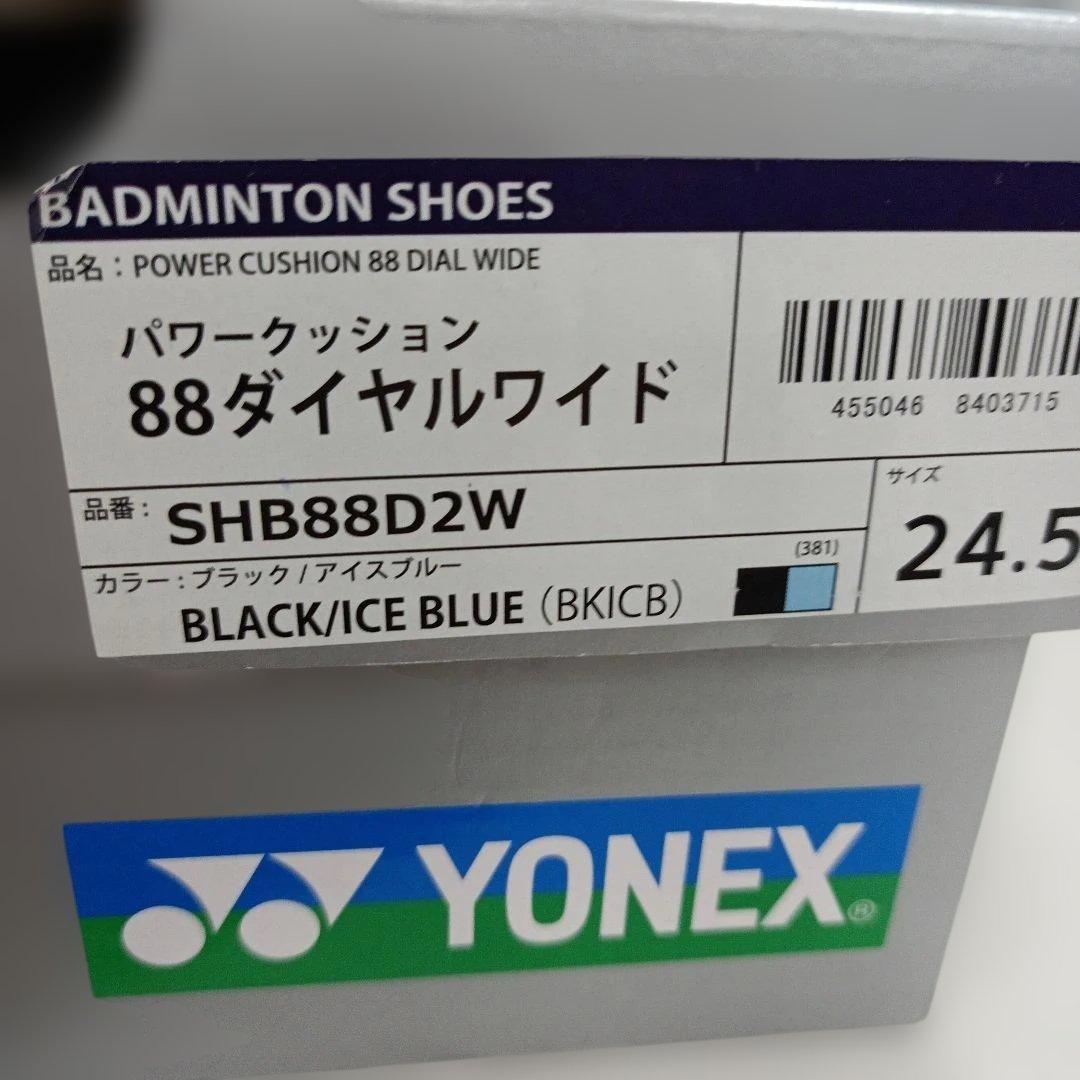 BADMINTON SHOES
品名：POWER CUSHION 88 DIAL WIDE
パワークッション
88ダイヤルワイド
455046 8403715
品番：SHB88D2W
サイズ
24.5
カラー：ブラック/アイスブルー
(381)
BLACK/ICE BLUE（BKICB）
YONEX®